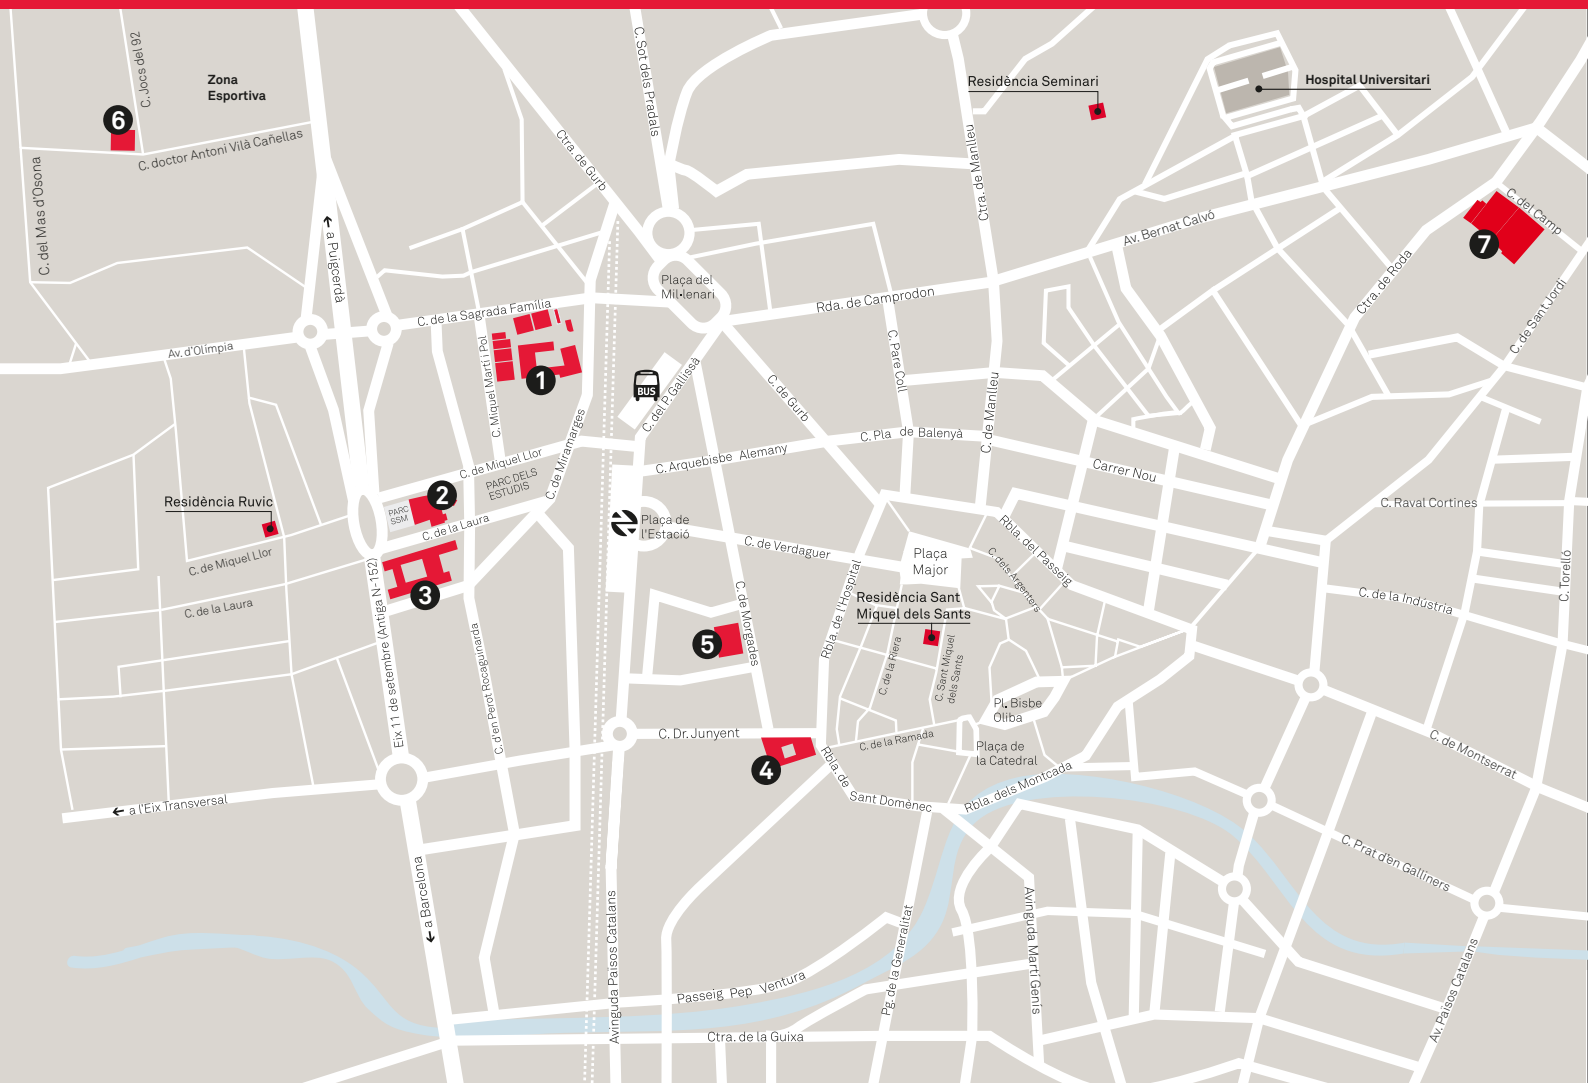 C. Jocs del 92
Zona
Esportiva
6
C. doctor Antoni Vilà Cañellas
C. del Mas d'Osona
a Puigcerdà
C. Sot dels Pradals
Ctra. de Gurb
Residència Seminari
Ctra. de Manlleu
Hospital Universitari
Av. Bernat Calvó
C. del Camp
7
Ctra. de Roda
C. de Sant Jordi
Plaça del
Mil·lenari
Rda. de Camprodon
C. de la Sagrada Família
Av. d'Olímpia
C. Miquel Martí i Pol
1
BUS
C. del P. Gallissà
C. de Gurb
C. Pare Coll
C. de Manlleu
C. de Miramarges
C. Pla de Balenyà
C. Arquebisbe Alemany
Carrer Nou
C. de Miquel Llor
PARC DELS
ESTUDIS
Residència Ruvic
2
PARC
SSM
C. de la Laura
Plaça de
l'Estació
C. Raval Cortines
C. de Verdaguer
Plaça
Major
Rbla. del Passeig
C. dels Argenters
C. de Miquel Llor
3
C. de la Laura
Eix 11 de setembre (Antiga N-152)
C. d'en Perot Rocaguinarda
C. de Morgades
5
Rbla. de l'Hospital
Residència Sant
Miquel dels Sants
C. de la Riera
C. Sant Miquel
dels Sants
C. de la Indústria
C. Torelló
Pl. Bisbe
Oliba
C. Dr. Junyent
4
C. de la Ramada
Plaça de
la Catedral
Rbla. de
Sant Domènec
Rbla. dels Montcada
C. de Montserrat
a l'Eix Transversal
C. Prat d'en Galliners
a Barcelona
Avinguda Països Catalans
Passeig Pep Ventura
Pg. de la Generalitat
Avinguda Martí Genís
Av. Països Catalans
Ctra. de la Guixa